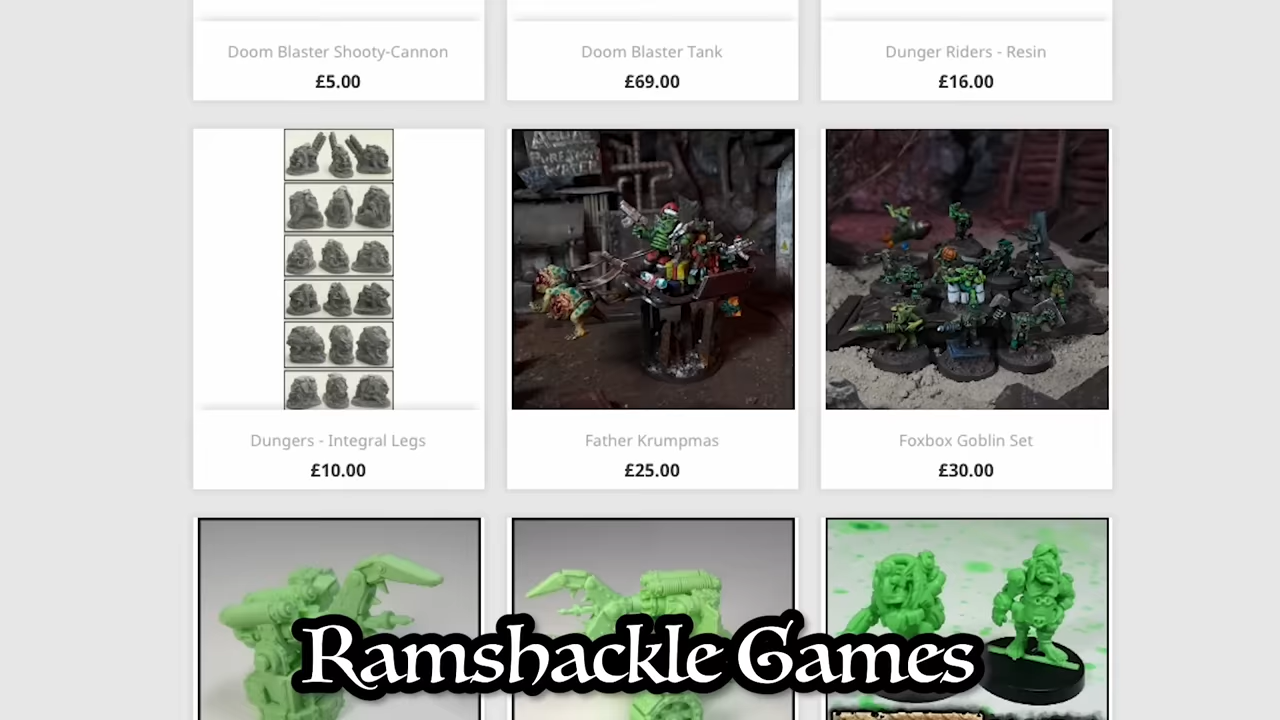 Doom Blaster Shooty-Cannon
£5.00
Doom Blaster Tank
£69.00
Dunger Riders - Resin
£16.00
Dungers - Integral Legs
£10.00
Father Krumpmas
£25.00
Foxbox Goblin Set
£30.00
Ramshackle Games